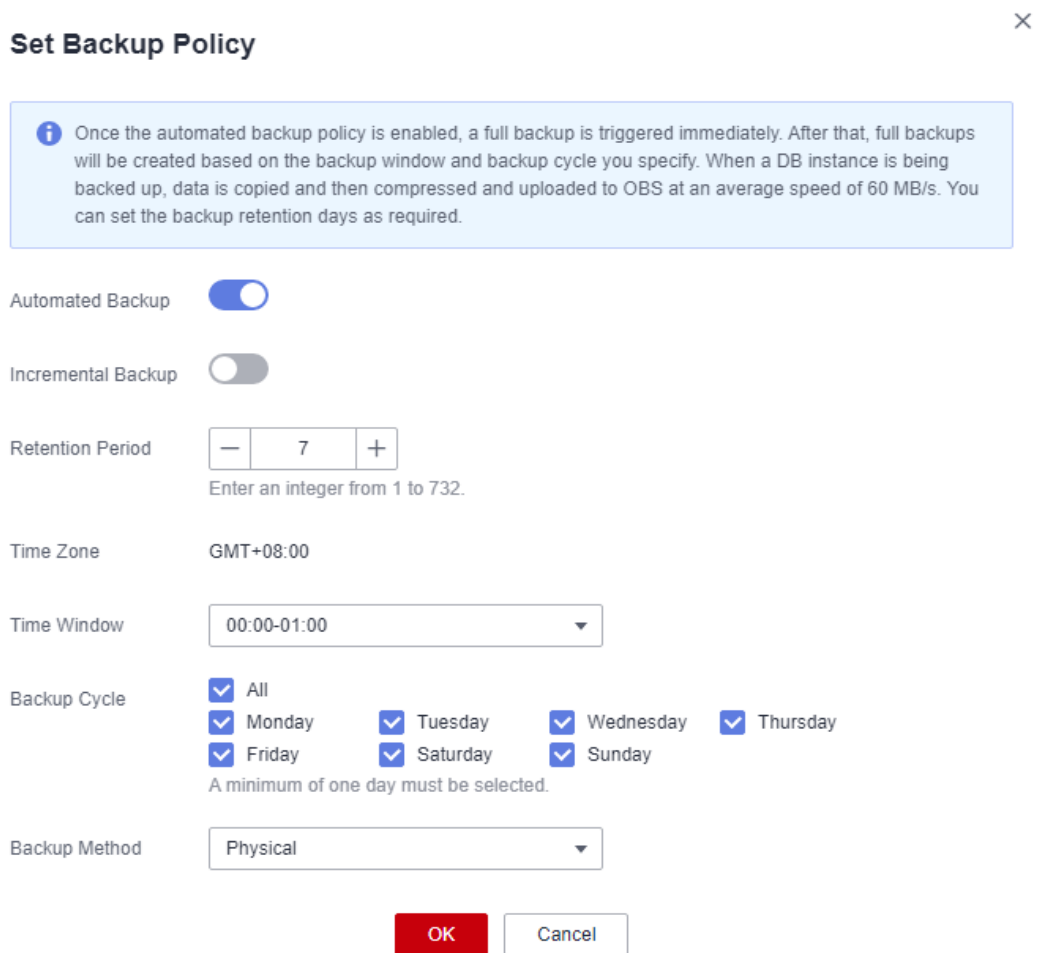 Set Backup Policy
Once the automated backup policy is enabled, a full backup is triggered immediately. After that, full backups
will be created based on the backup window and backup cycle you specify. When a DB instance is being
backed up, data is copied and then compressed and uploaded to OBS at an average speed of 60 MB/s. You
can set the backup retention days as required.
Automated Backup
Incremental Backup
Retention Period 7
Enter an integer from 1 to 732.
Time Zone GMT+08:00
Time Window 00:00-01:00
Backup Cycle All
Monday Tuesday Wednesday Thursday
Friday Saturday Sunday
A minimum of one day must be selected.
Backup Method Physical
OK Cancel